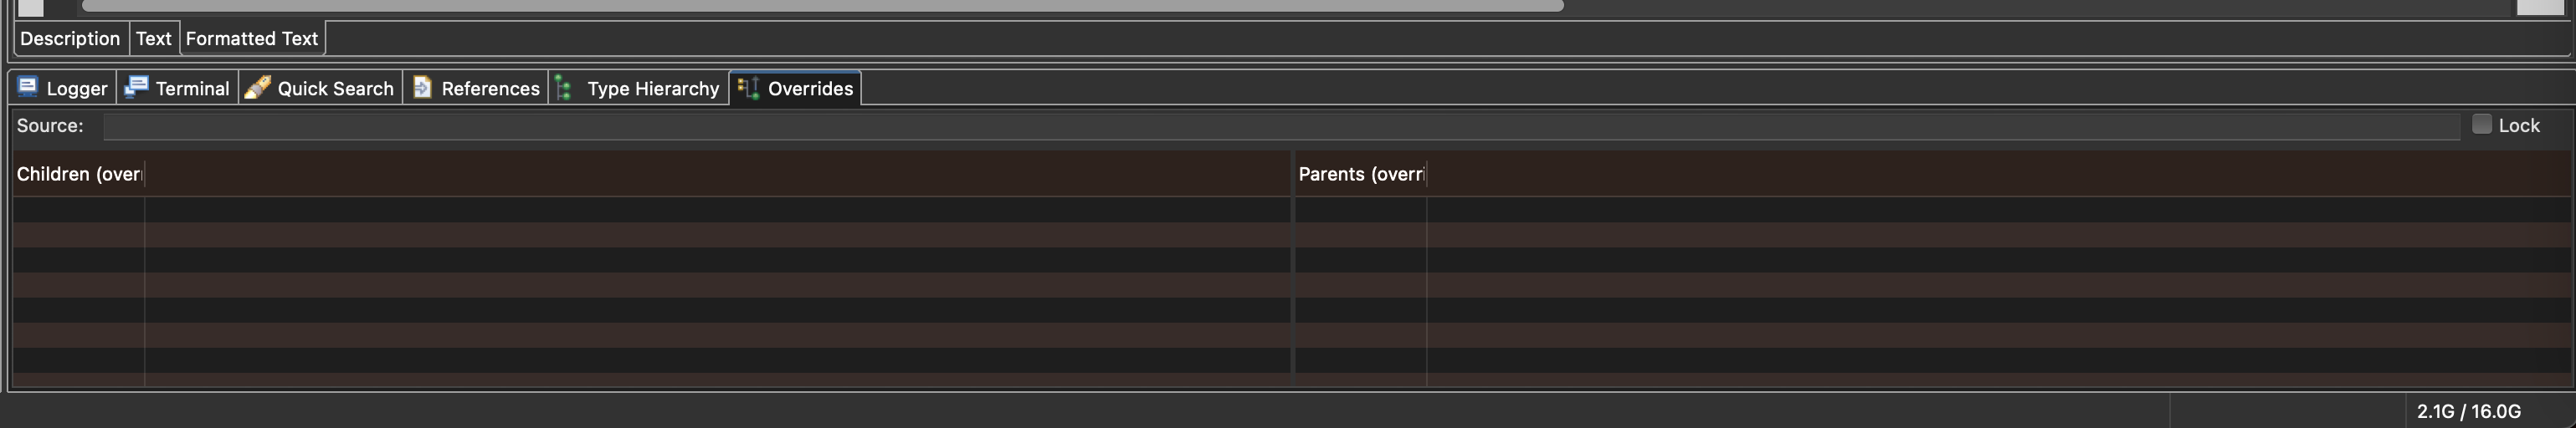 Description Text Formatted Text
Logger Terminal Quick Search References Type Hierarchy Overrides
Source: Lock
Children (over Parents (overr
2.1G / 16.0G